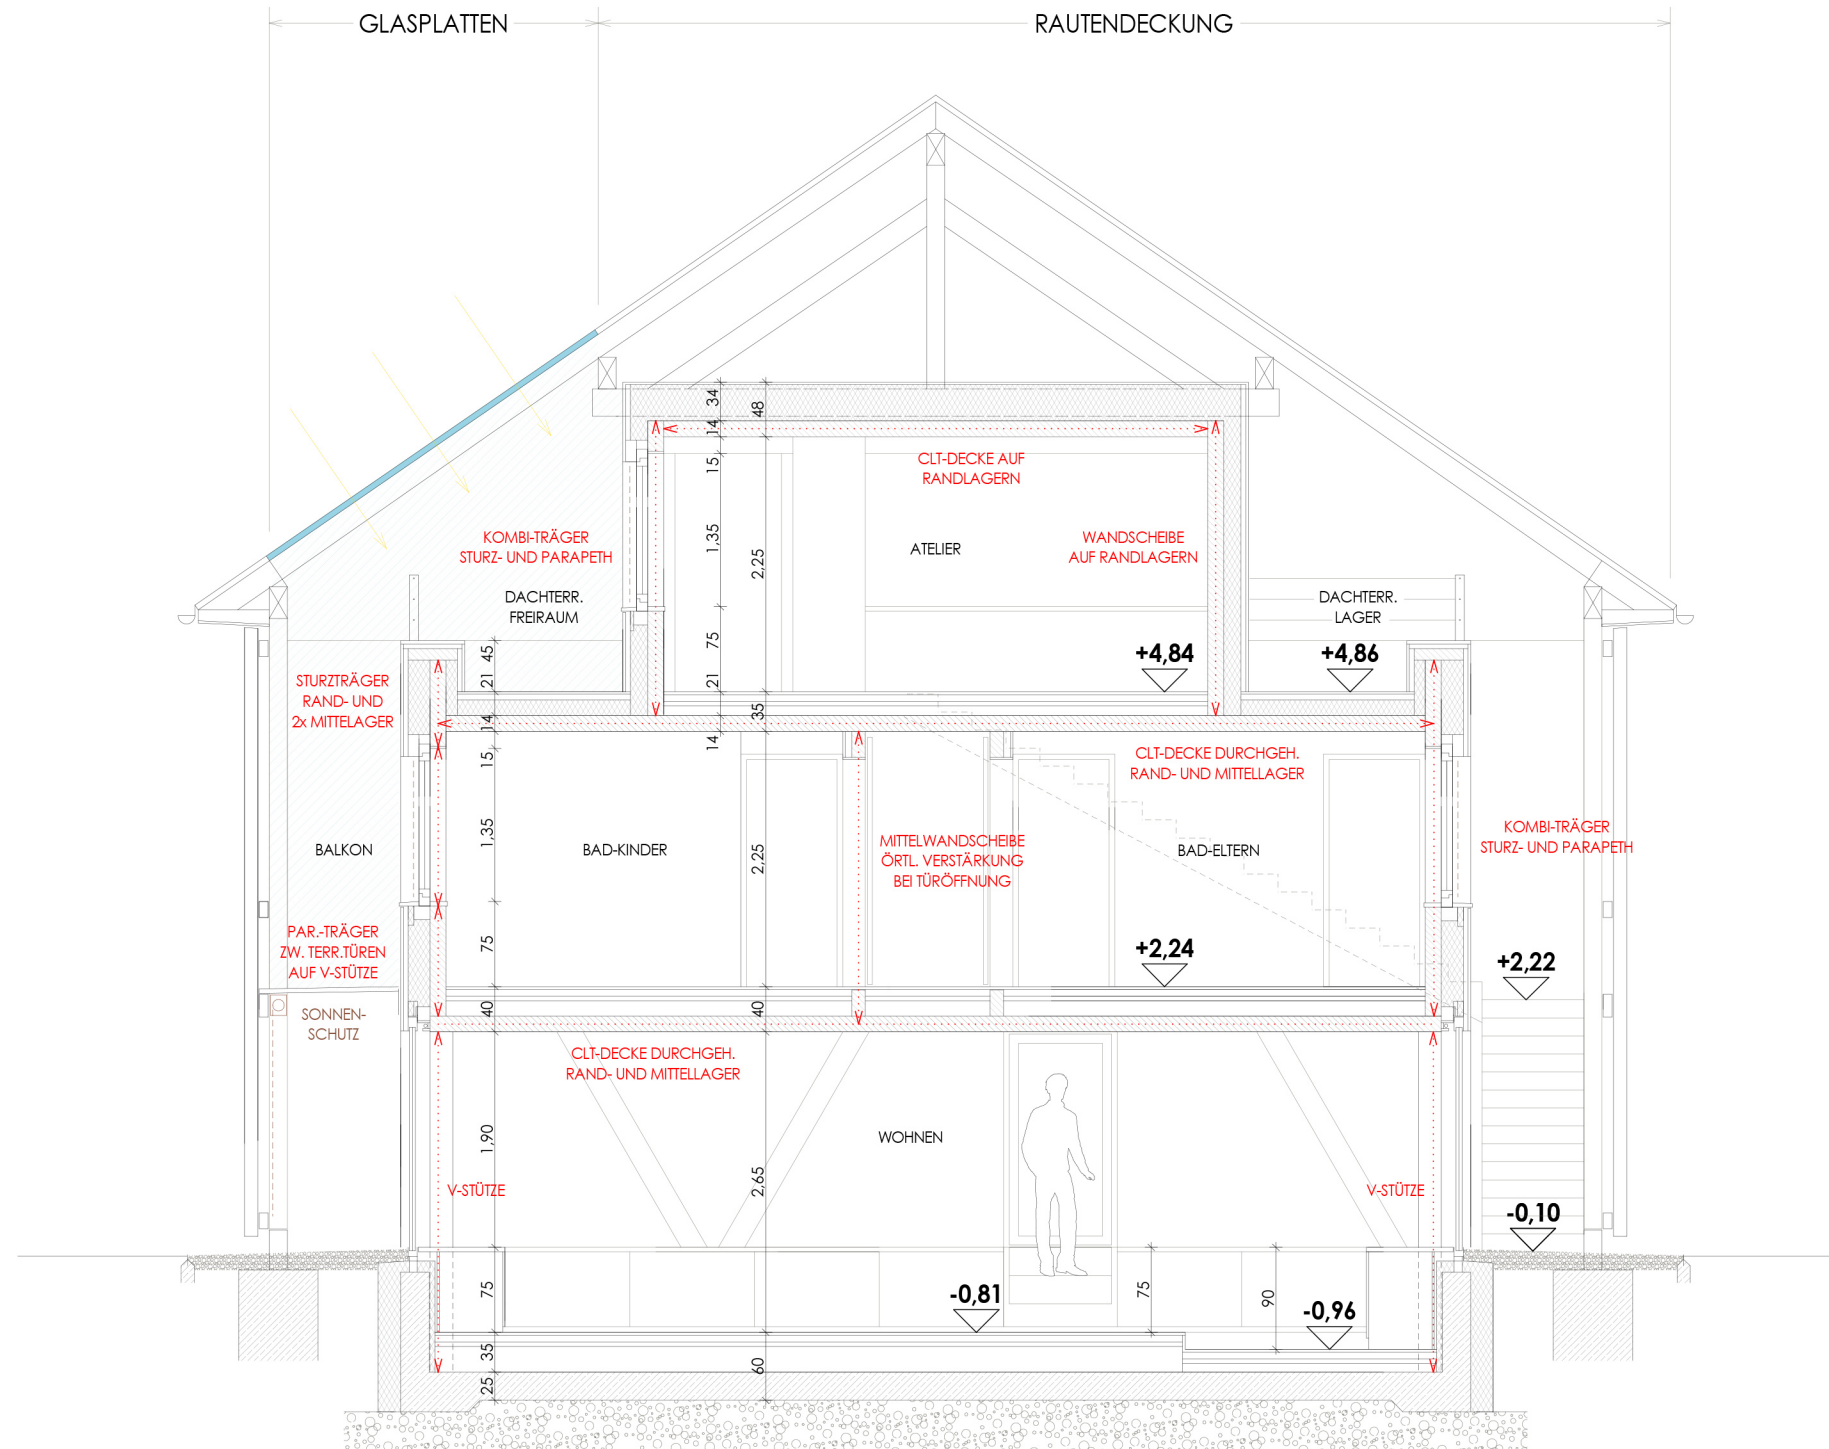 GLASPLATTEN
RAUTENDECKUNG
34
48
14
CLT-DECKE AUF
RANDLAGERN
15
KOMBI-TRÄGER
STURZ- UND PARAPETH
1,35
2,25
ATELIER
WANDSCHEIBE
AUF RANDLAGERN
DACHTERR.
FREIRAUM
DACHTERR.
LAGER
45
75
+4,84
+4,86
STURZTRÄGER
RAND- UND
2x MITTELAGER
21
21
14
35
14
15
CLT-DECKE DURCHGEH.
RAND- UND MITTELLAGER
1,35
2,25
BALKON
BAD-KINDER
MITTELWANDSCHEIBE
ÖRTL. VERSTÄRKUNG
BEI TÜRÖFFNUNG
BAD-ELTERN
KOMBI-TRÄGER
STURZ- UND PARAPETH
PAR.-TRÄGER
ZW. TERR.TÜREN
AUF V-STÜTZE
75
+2,24
+2,22
SONNEN-
SCHUTZ
40
40
CLT-DECKE DURCHGEH.
RAND- UND MITTELLAGER
1,90
WOHNEN
2,65
V-STÜTZE
V-STÜTZE
-0,10
75
-0,81
75
90
-0,96
35
60
25